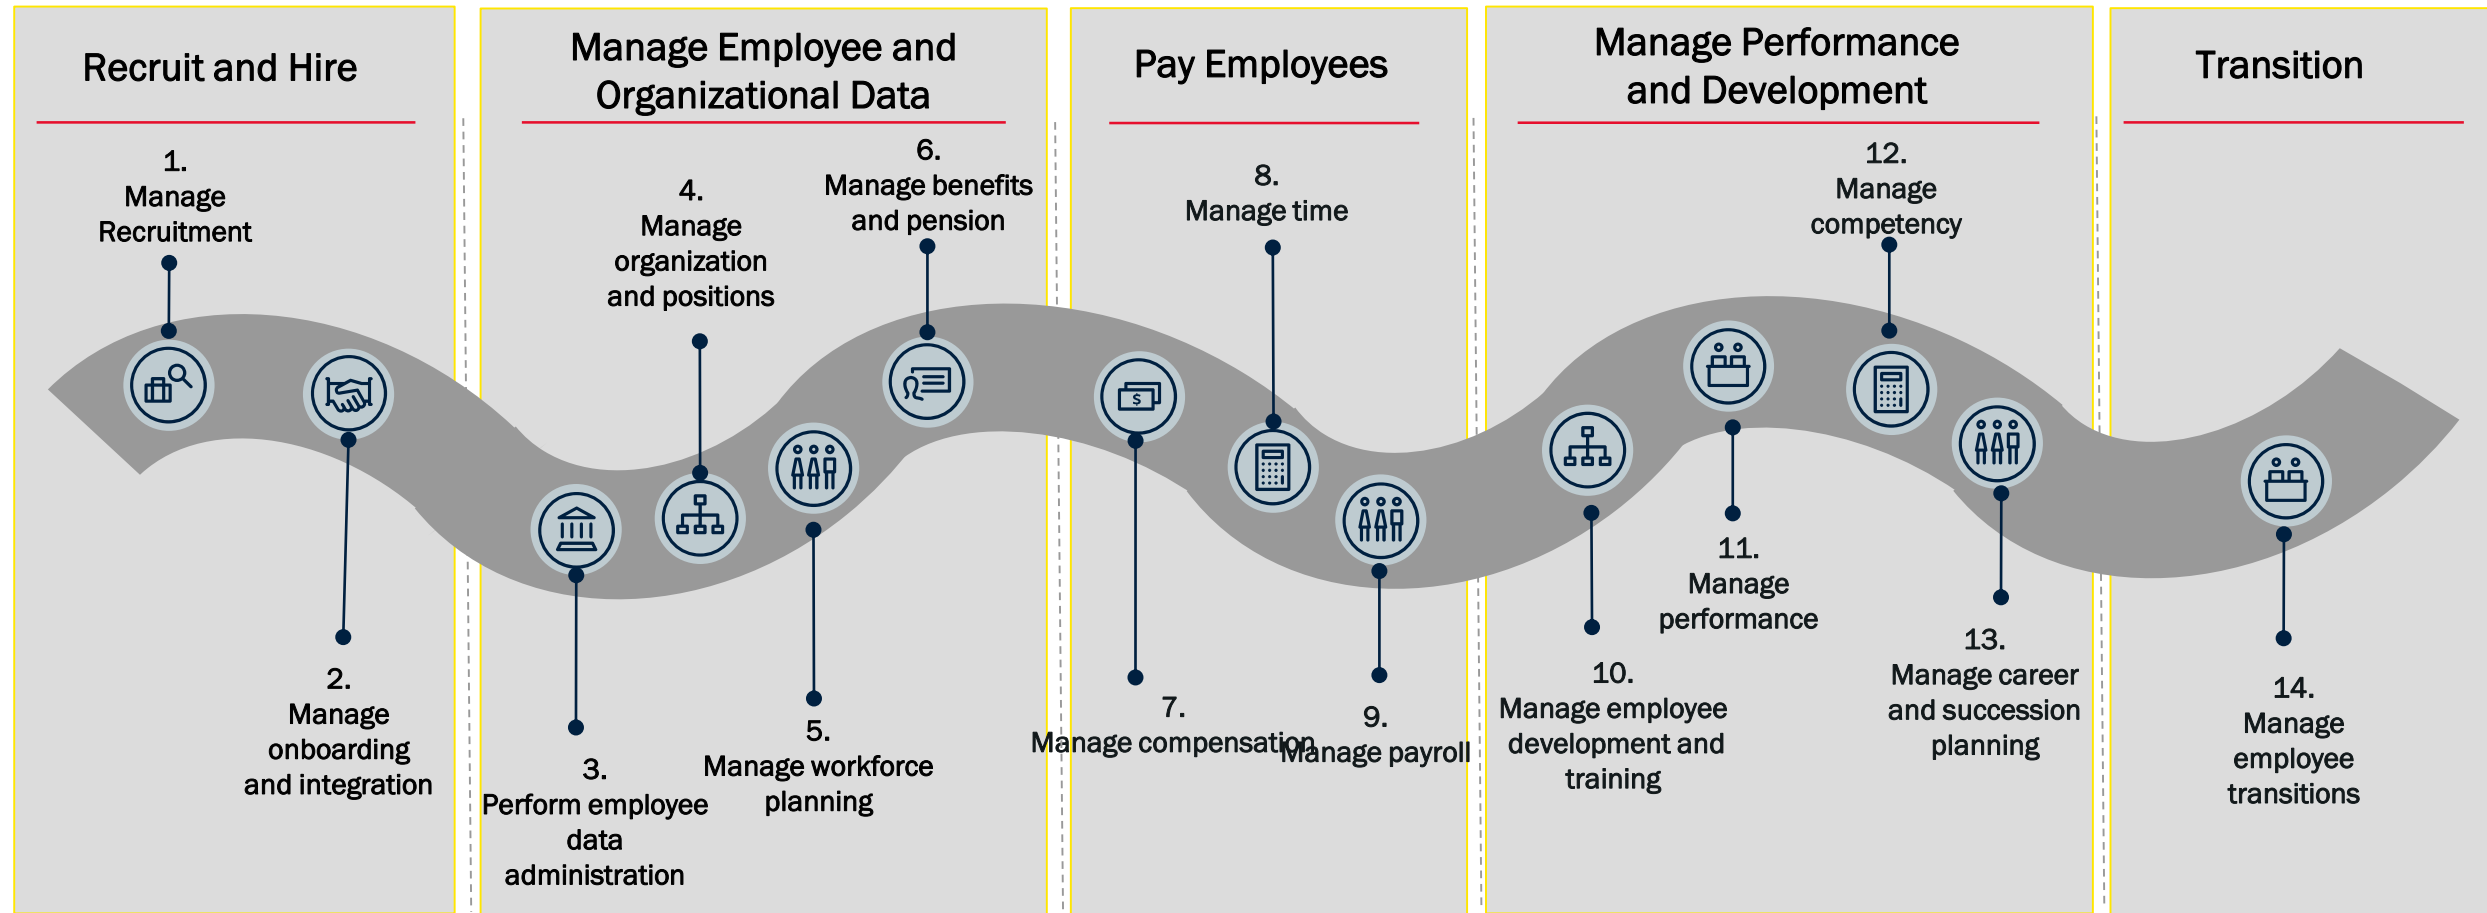 Recruit and Hire
Manage Employee and
Organizational Data
Pay Employees
Manage Performance
and Development
Transition
1.
Manage
Recruitment
2.
Manage
onboarding
and integration
3.
Perform employee
data
administration
4.
Manage
organization
and positions
5.
Manage workforce
planning
6.
Manage benefits
and pension
7.
Manage compensation
8.
Manage time
9.
Manage payroll
10.
Manage employee
development and
training
11.
Manage
performance
12.
Manage
competency
13.
Manage career
and succession
planning
14.
Manage
employee
transitions
$